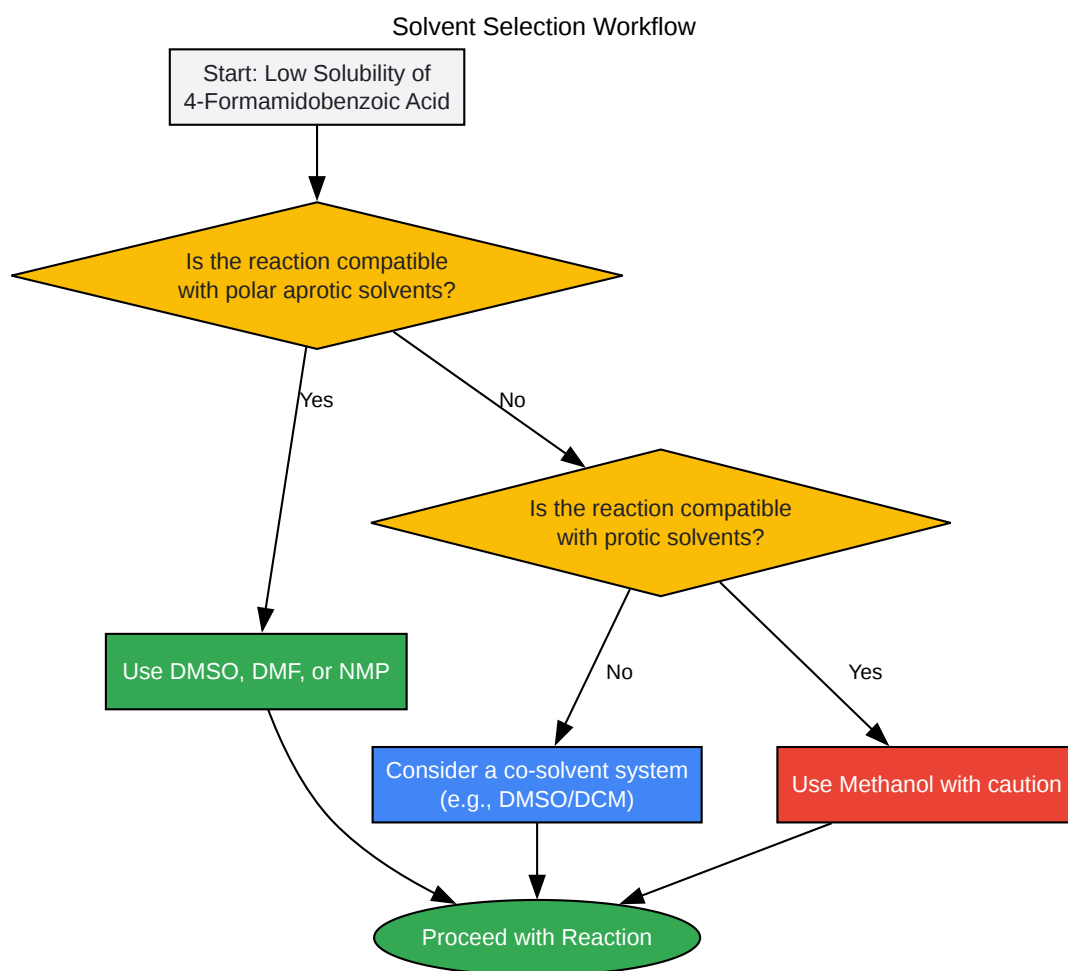 Solvent Selection Workflow
Start: Low Solubility of
4-Formamidobenzoic Acid
Is the reaction compatible
with polar aprotic solvents?
Yes
No
Is the reaction compatible
with protic solvents?
Use DMSO, DMF, or NMP
No
Yes
Consider a co-solvent system
(e.g., DMSO/DCM)
Use Methanol with caution
Proceed with Reaction